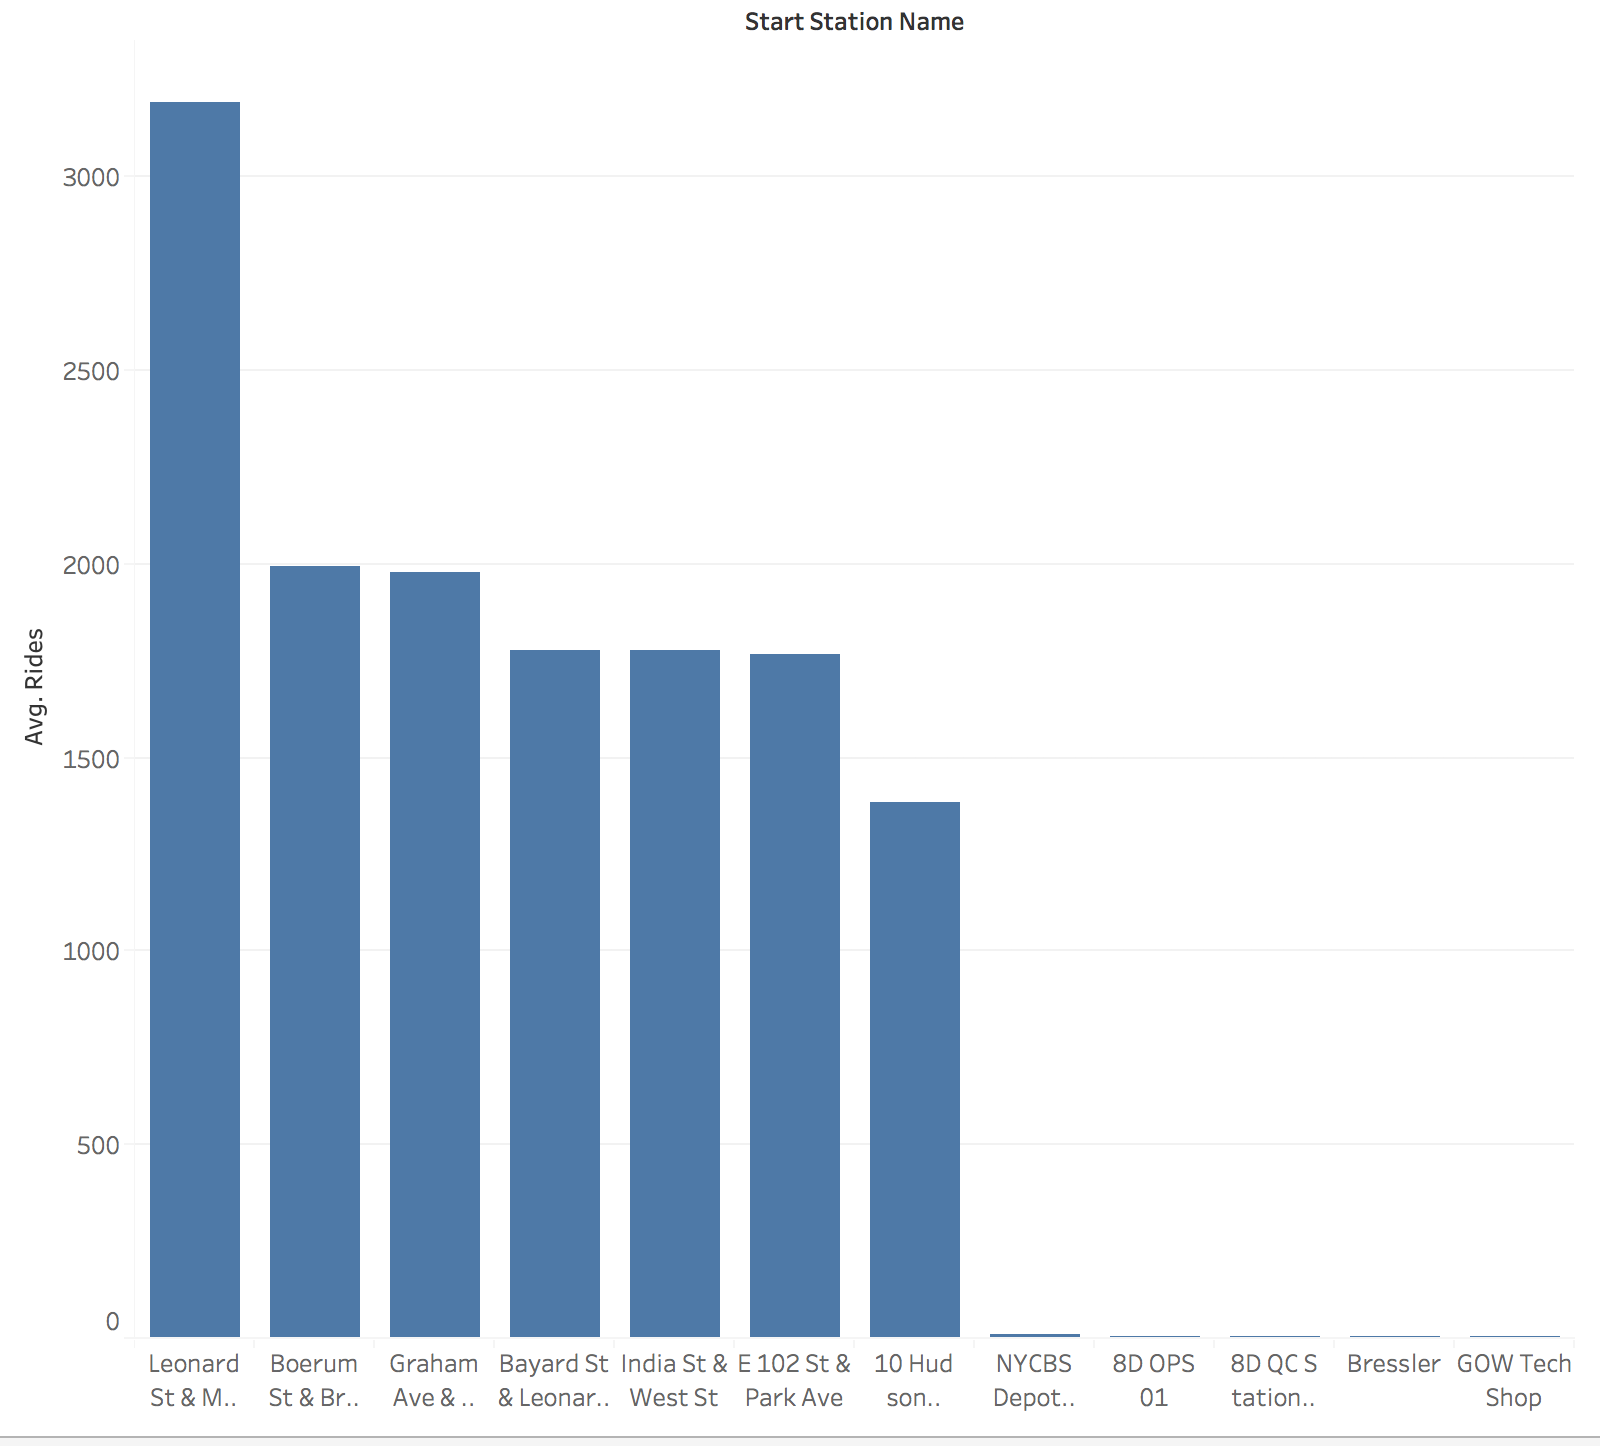 Start Station Name
3000
2500
2000
1500
1000
500
0
Avg. Rides
Leonard
St & M..
Boerum
St & Br..
Graham
Ave & ..
Bayard St
& Leonar..
India St &
West St
E 102 St &
Park Ave
10 Hud
son..
NYCBS
Depot..
8D OPS
01
8D QC S
tation..
Bressler
GOW Tech
Shop